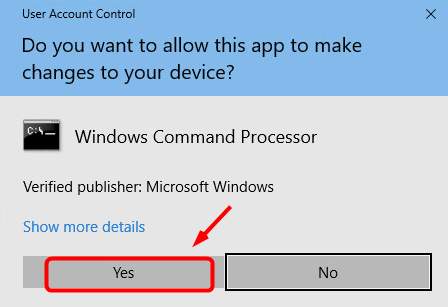 User Account Control
Do you want to allow this app to make
changes to your device?
C:\_
Windows Command Processor
Verified publisher: Microsoft Windows
Show more details
Yes
No